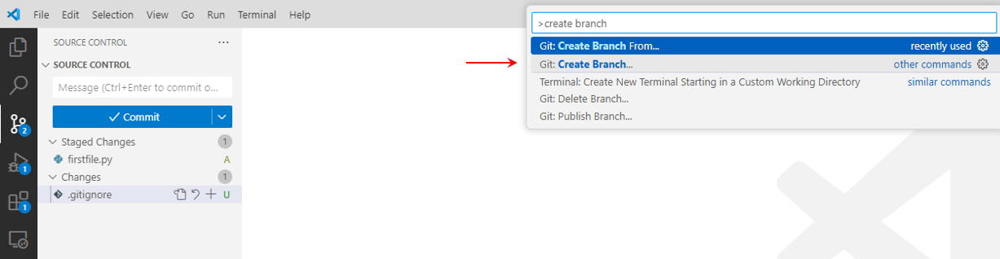 File Edit Selection View Go Run Terminal Help
>create branch
Git: Create Branch From... recently used
Git: Create Branch... other commands
Terminal: Create New Terminal Starting in a Custom Working Directory similar commands
Git: Delete Branch...
Git: Publish Branch...
SOURCE CONTROL ...
SOURCE CONTROL
Message (Ctrl+Enter to commit o...
Commit
Staged Changes 1
firstfile.py A
Changes 1
.gitignore U
2
1
1